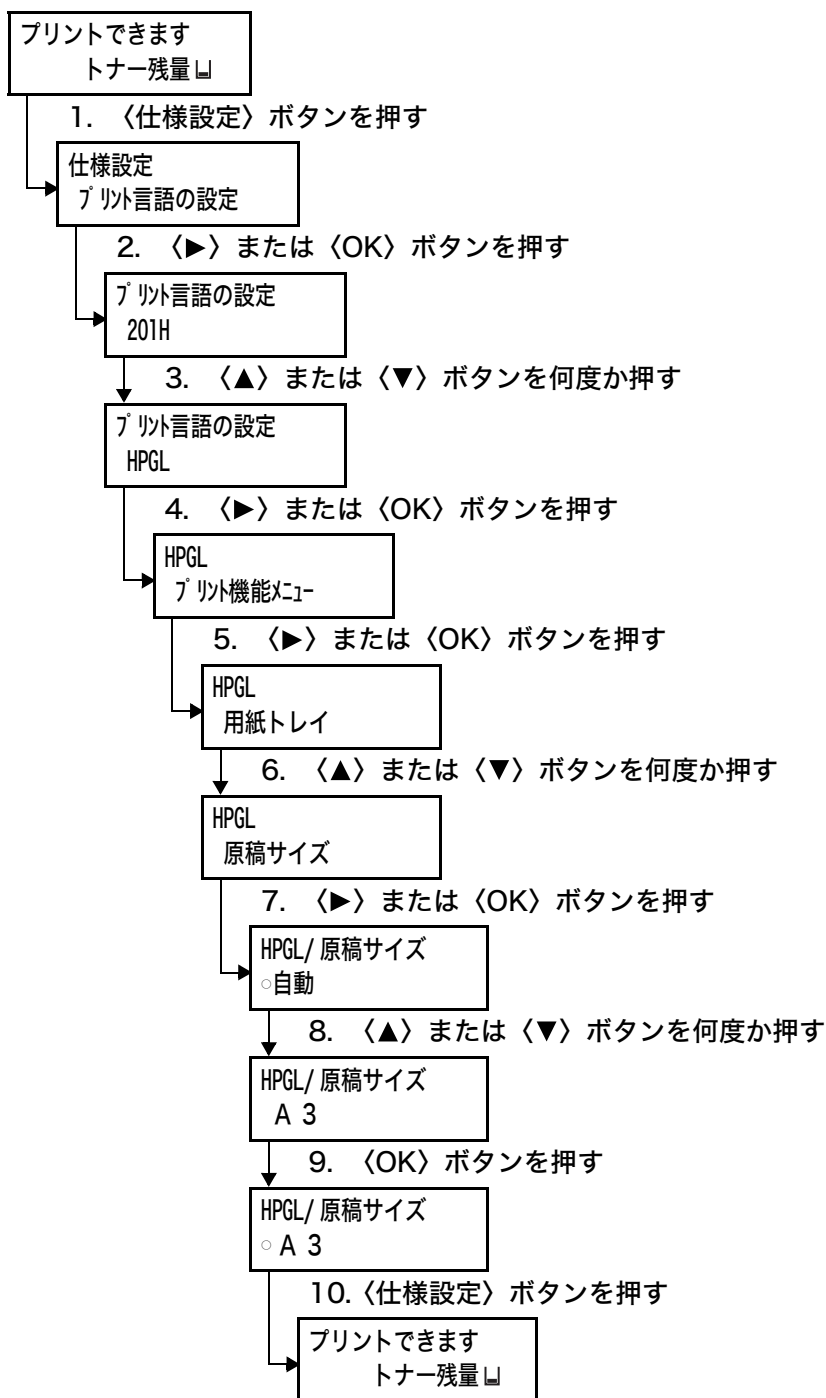 プリントできます
トナー残量
1. 〈仕様設定〉ボタンを押す
仕様設定
プリント言語の設定
2. 〈▶〉または〈OK〉ボタンを押す
プリント言語の設定
201H
3. 〈▲〉または〈▼〉ボタンを何度か押す
プリント言語の設定
HPGL
4. 〈▶〉または〈OK〉ボタンを押す
HPGL
プリント機能メニュー
5. 〈▶〉または〈OK〉ボタンを押す
HPGL
用紙トレイ
6. 〈▲〉または〈▼〉ボタンを何度か押す
HPGL
原稿サイズ
7. 〈▶〉または〈OK〉ボタンを押す
HPGL/ 原稿サイズ
○自動
8. 〈▲〉または〈▼〉ボタンを何度か押す
HPGL/ 原稿サイズ
A 3
9. 〈OK〉ボタンを押す
HPGL/ 原稿サイズ
○ A 3
10.〈仕様設定〉ボタンを押す
プリントできます
トナー残量